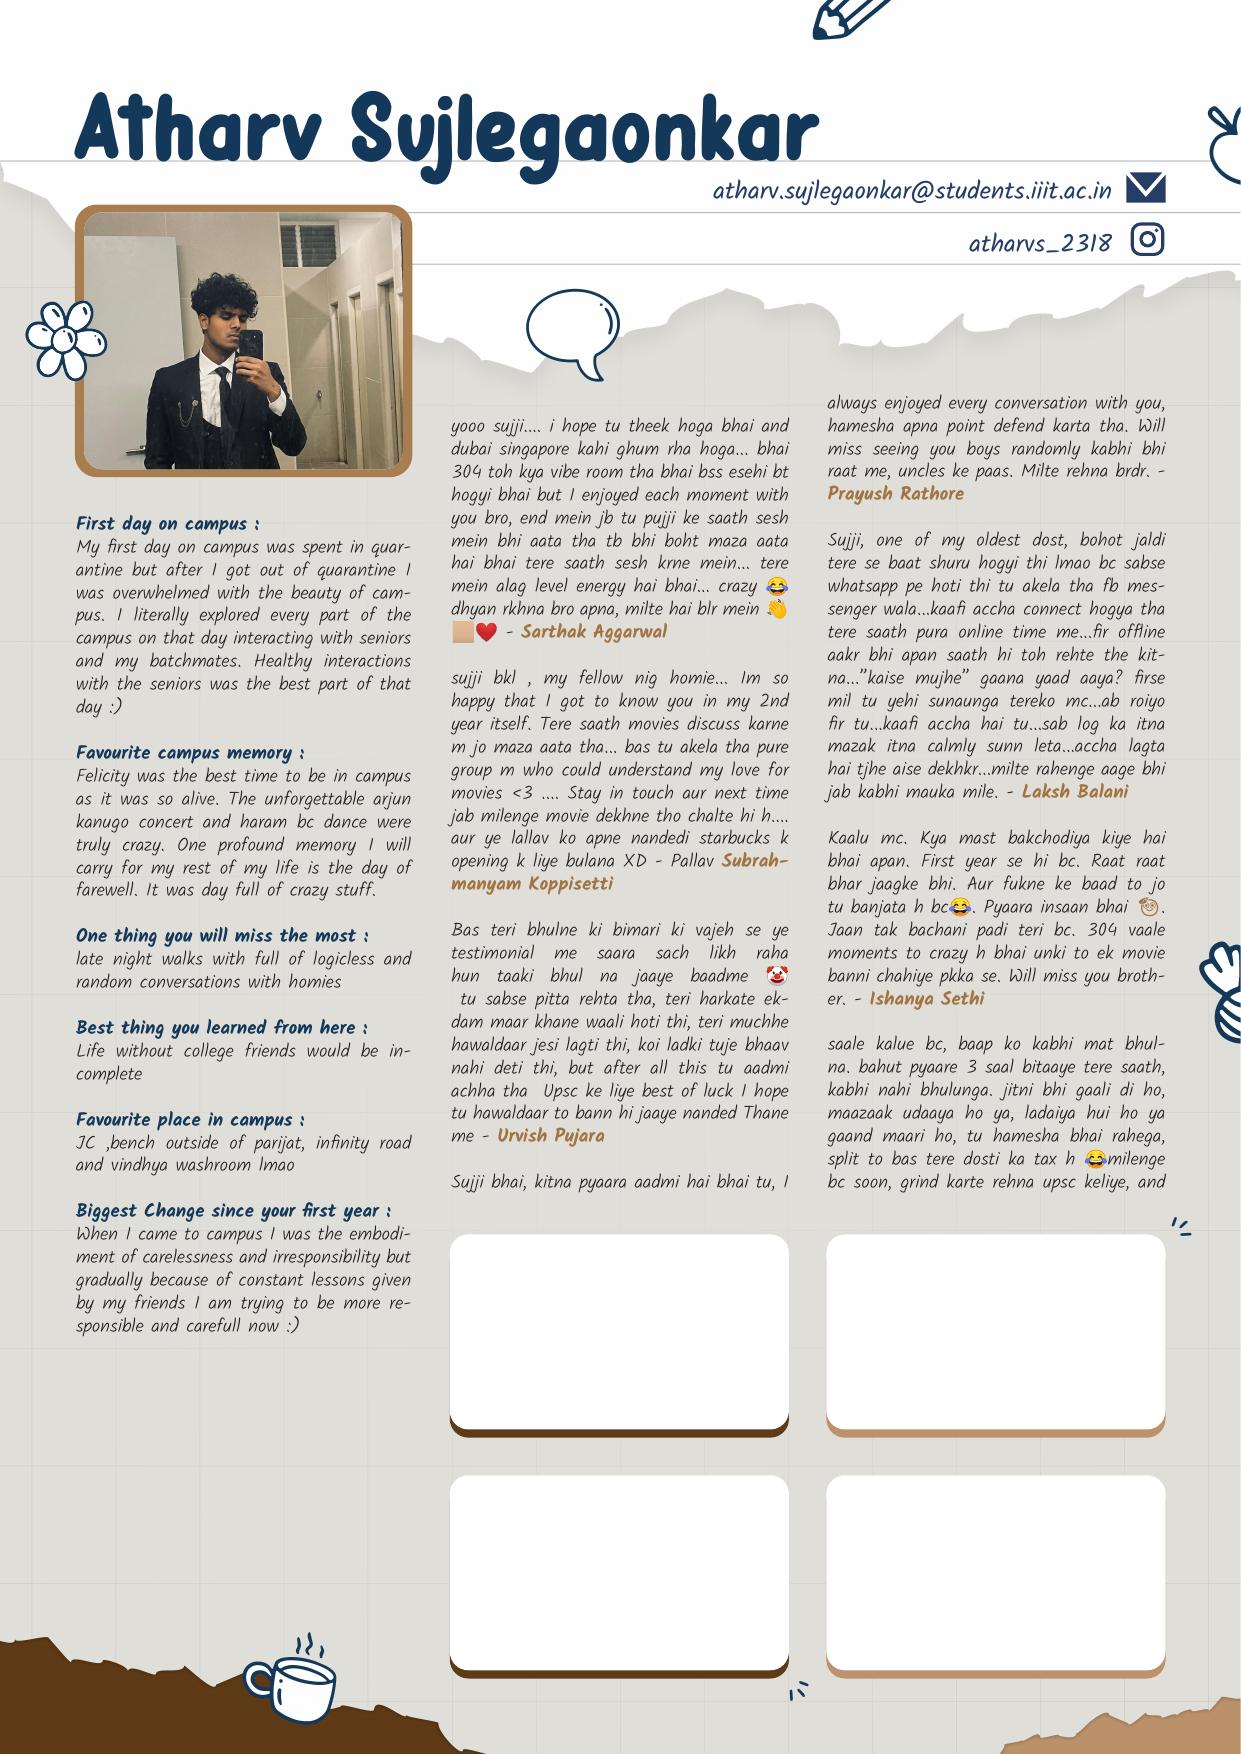 Atharv Sujlegaonkar
atharv.sujlegaonkar@students.iiit.ac.in
atharvs_2318
First day on campus :
My first day on campus was spent in quar-
antine but after I got out of quarantine I
was overwhelmed with the beauty of cam-
pus. I literally explored every part of the
campus on that day interacting with seniors
and my batchmates. Healthy interactions
with the seniors was the best part of that
day :)
Favourite campus memory :
Felicity was the best time to be in campus
as it was so alive. The unforgettable arjun
kanugo concert and haram bc dance were
truly crazy. One profound memory I will
carry for my rest of my life is the day of
farewell. It was day full of crazy stuff.
One thing you will miss the most :
late night walks with full of logicless and
random conversations with homies
Best thing you learned from here :
Life without college friends would be in-
complete
Favourite place in campus :
JC ,bench outside of parijat, infinity road
and vindhya washroom lmao
Biggest Change since your first year :
When I came to campus I was the embodi-
ment of carelessness and irresponsibility but
gradually because of constant lessons given
by my friends I am trying to be more re-
sponsible and carefull now :)
yooo sujji.... i hope tu theek hoga bhai and
dubai singapore kahi ghum rha hoga... bhai
304 toh kya vibe room tha bhai bss esehi bt
hogyi bhai but I enjoyed each moment with
you bro, end mein jb tu pujji ke saath sesh
mein bhi aata tha tb bhi boht maza aata
hai bhai tere saath sesh krne mein... tere
mein alag level energy hai bhai... crazy 😂
dhyan rkhna bro apna, milte hai blr mein 👏
🏼❤️ - Sarthak Aggarwal
sujji bkl , my fellow nig homie... Im so
happy that I got to know you in my 2nd
year itself. Tere saath movies discuss karne
m jo maza aata tha... bas tu akela tha pure
group m who could understand my love for
movies <3 .... Stay in touch aur next time
jab milenge movie dekhne tho chalte hi h....
aur ye lallav ko apne nandedi starbucks k
opening k liye bulana XD - Pallav Subrah-
manyam Koppisetti
Bas teri bhulne ki bimari ki vajeh se ye
testimonial me saara sach likh raha
hun taaki bhul na jaaye baadme 🤡
tu sabse pitta rehta tha, teri harkate ek-
dam maar khane waali hoti thi, teri muchhe
hawaldaar jesi lagti thi, koi ladki tuje bhaav
nahi deti thi, but after all this tu aadmi
achha tha Upsc ke liye best of luck I hope
tu hawaldaar to bann hi jaaye nanded Thane
me - Urvish Pujara
Sujji bhai, kitna pyaara aadmi hai bhai tu, I
always enjoyed every conversation with you,
hamesha apna point defend karta tha. Will
miss seeing you boys randomly kabhi bhi
raat me, uncles ke paas. Milte rehna brdr. -
Prayush Rathore
Sujji, one of my oldest dost, bohot jaldi
tere se baat shuru hogyi thi lmao bc sabse
whatsapp pe hoti thi tu akela tha fb mes-
senger wala...kaafi accha connect hogya tha
tere saath pura online time me...fir offline
aakr bhi apan saath hi toh rehte the kit-
na..."kaise mujhe" gaana yaad aaya? firse
mil tu yehi sunaunga tereko mc...ab roiyo
fir tu...kaafi accha hai tu...sab log ka itna
mazak itna calmly sunn leta...accha lagta
hai tjhe aise dekhkr...milte rahenge aage bhi
jab kabhi mauka mile. - Laksh Balani
Kaalu mc. Kya mast bakchodiya kiye hai
bhai apan. First year se hi bc. Raat raat
bhar jaagke bhi. Aur fukne ke baad to jo
tu banjata h bc😂. Pyaara insaan bhai .
Jaan tak bachani padi teri bc. 304 vaale
moments to crazy h bhai unki to ek movie
banni chahiye pkka se. Will miss you broth-
er. - Ishanya Sethi
saale kalue bc, baap ko kabhi mat bhul-
na. bahut pyaare 3 saal bitaaye tere saath,
kabhi nahi bhulunga. jitni bhi gaali di ho,
maazaak udaaya ho ya, ladaiya hui ho ya
gaand maari ho, tu hamesha bhai rahega,
split to bas tere dosti ka tax h 😂milenge
bc soon, grind karte rehna upsc keliye, and